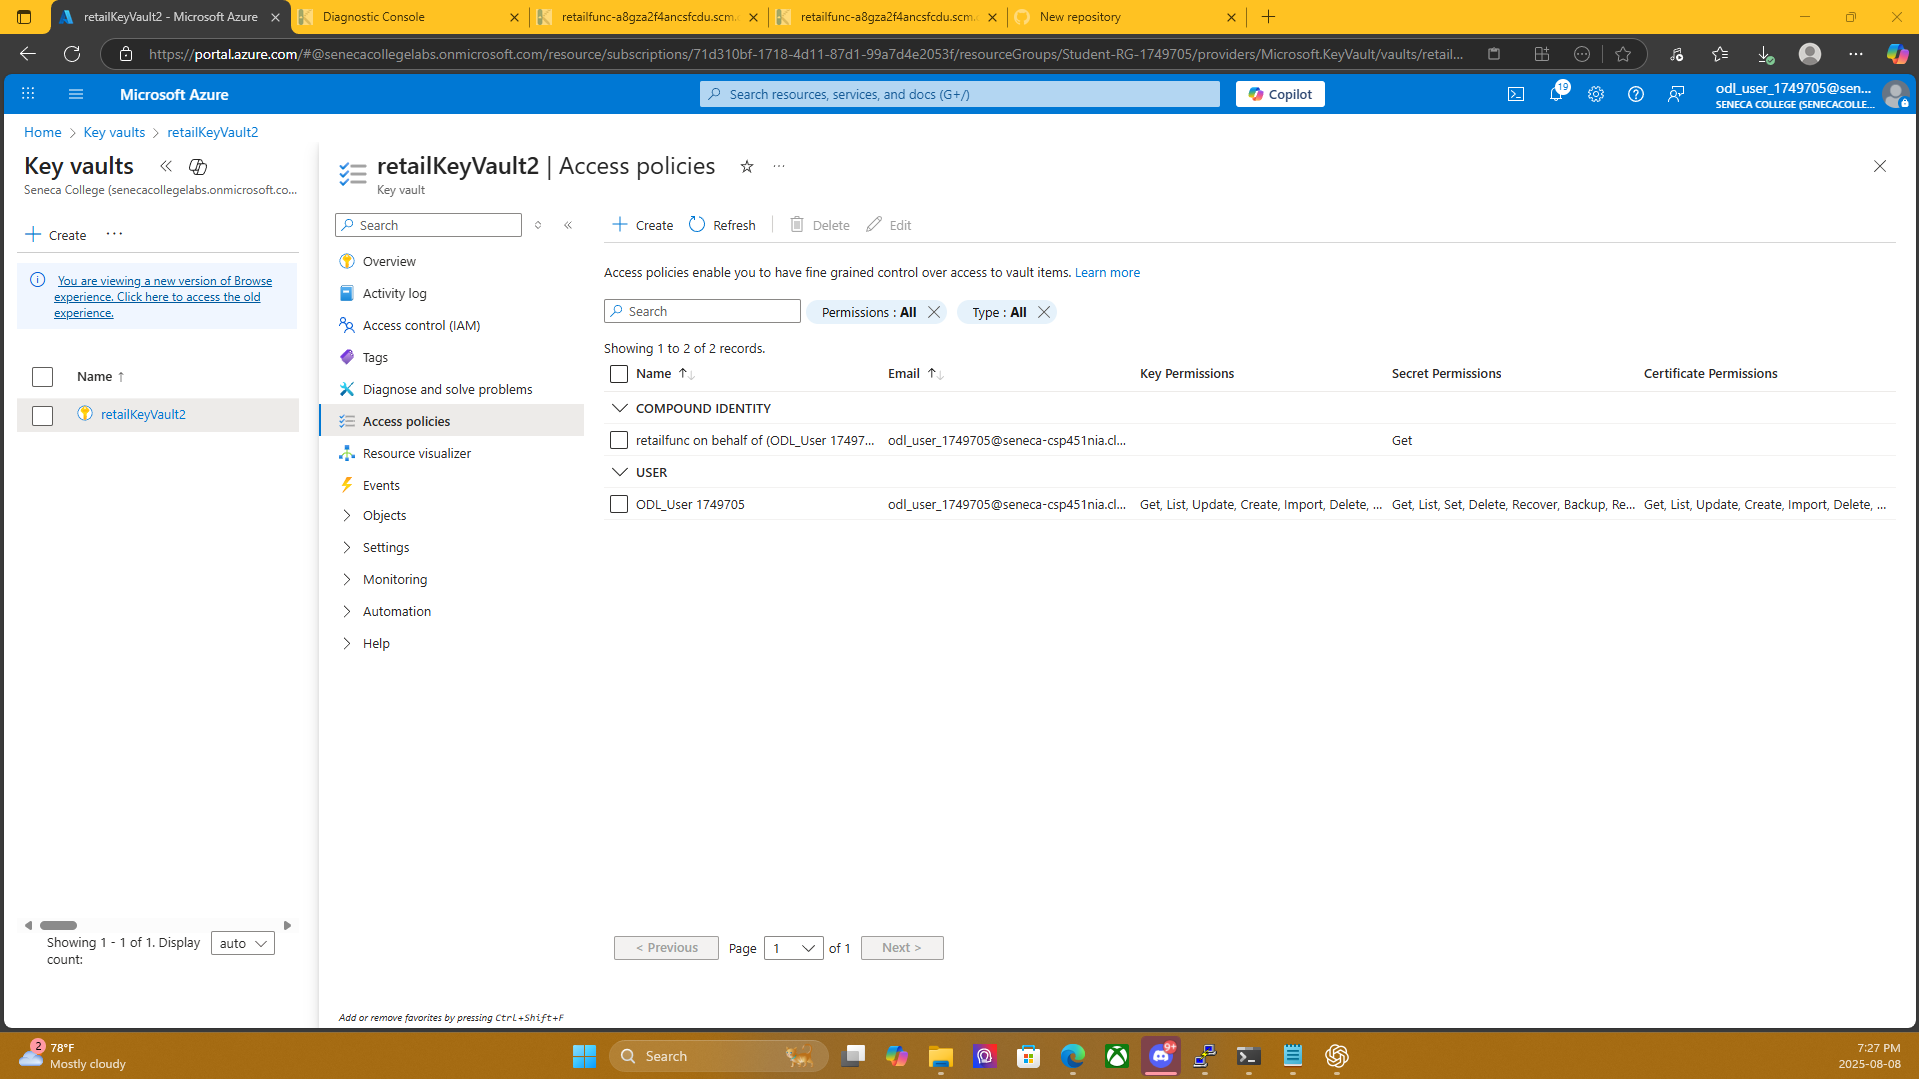 retailKeyVault2 - Microsoft Azure
Diagnostic Console
retailfunc-a8gza2f4ancsfcdu.scm.
retailfunc-a8gza2f4ancsfcdu.scm.
New repository
https://portal.azure.com/#@senecacollegelabs.onmicrosoft.com/resource/subscriptions/71d310bf-1718-4d11-87d1-99a7d4e2053f/resourceGroups/Student-RG-1749705/providers/Microsoft.KeyVault/vaults/retail...
Microsoft Azure
Search resources, services, and docs (G+/)
Copilot
19
odl_user_1749705@sen...
SENECA COLLEGE (SENECACOLLE...
Home > Key vaults > retailKeyVault2
Key vaults
Seneca College (senecacollegelabs.onmicrosoft.co...
Create
...
You are viewing a new version of Browse
experience. Click here to access the old
experience.
Name ↑
retailKeyVault2
Showing 1 - 1 of 1. Display
count:
auto
retailKeyVault2 | Access policies
Key vault
Search
Overview
Activity log
Access control (IAM)
Tags
Diagnose and solve problems
Access policies
Resource visualizer
Events
Objects
Settings
Monitoring
Automation
Help
Add or remove favorites by pressing Ctrl+Shift+F
Create
Refresh
Delete
Edit
Access policies enable you to have fine grained control over access to vault items. Learn more
Search
Permissions : All
Type : All
Showing 1 to 2 of 2 records.
Name ↑↓ Email ↑↓ Key Permissions Secret Permissions Certificate Permissions
COMPOUND IDENTITY
retailfunc on behalf of (ODL_User 17497... odl_user_1749705@seneca-csp451nia.cl... Get
USER
ODL_User 1749705 odl_user_1749705@seneca-csp451nia.cl... Get, List, Update, Create, Import, Delete, ... Get, List, Set, Delete, Recover, Backup, Re... Get, List, Update, Create, Import, Delete, ...
< Previous
Page 1 of 1
Next >
2
78°F
Mostly cloudy
Search
9+
7:27 PM
2025-08-08